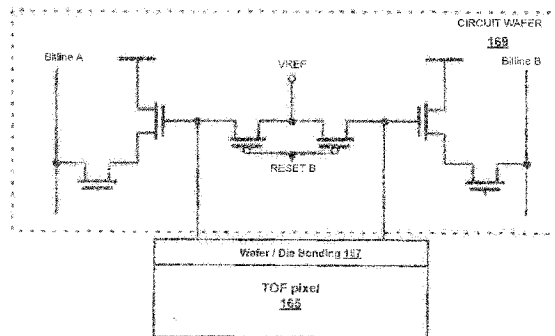 CIRCUIT WAFER
169
Bitline A
VREF
Bitline B
RESET B
Wafer / Die Bonding 167
TOF pixel
165